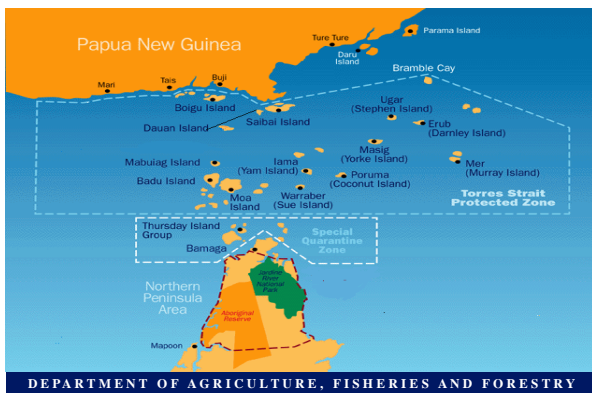 Papua New Guinea
Ture Ture
Parama Island
Daru
Island
Bramble Cay
Mari
Tais
Buji
Boigu Island
Dauan Island
Saibai Island
Ugar
(Stephen Island)
Erub
(Darnley Island)
Masig
(Yorke Island)
Mabuiag Island
Iama
(Yam Island)
Mer
(Murray Island)
Badu Island
Poruma
(Coconut Island)
Moa
Island
Warraber
(Sue Island)
Torres Strait
Protected Zone
Thursday Island
Group
Special
Quarantine
Zone
Bamaga
Jardine
River
National
Park
Northern
Peninsula
Area
Aboriginal
Reserve
Mapoon
DEPARTMENT OF AGRICULTURE, FISHERIES AND FORESTRY